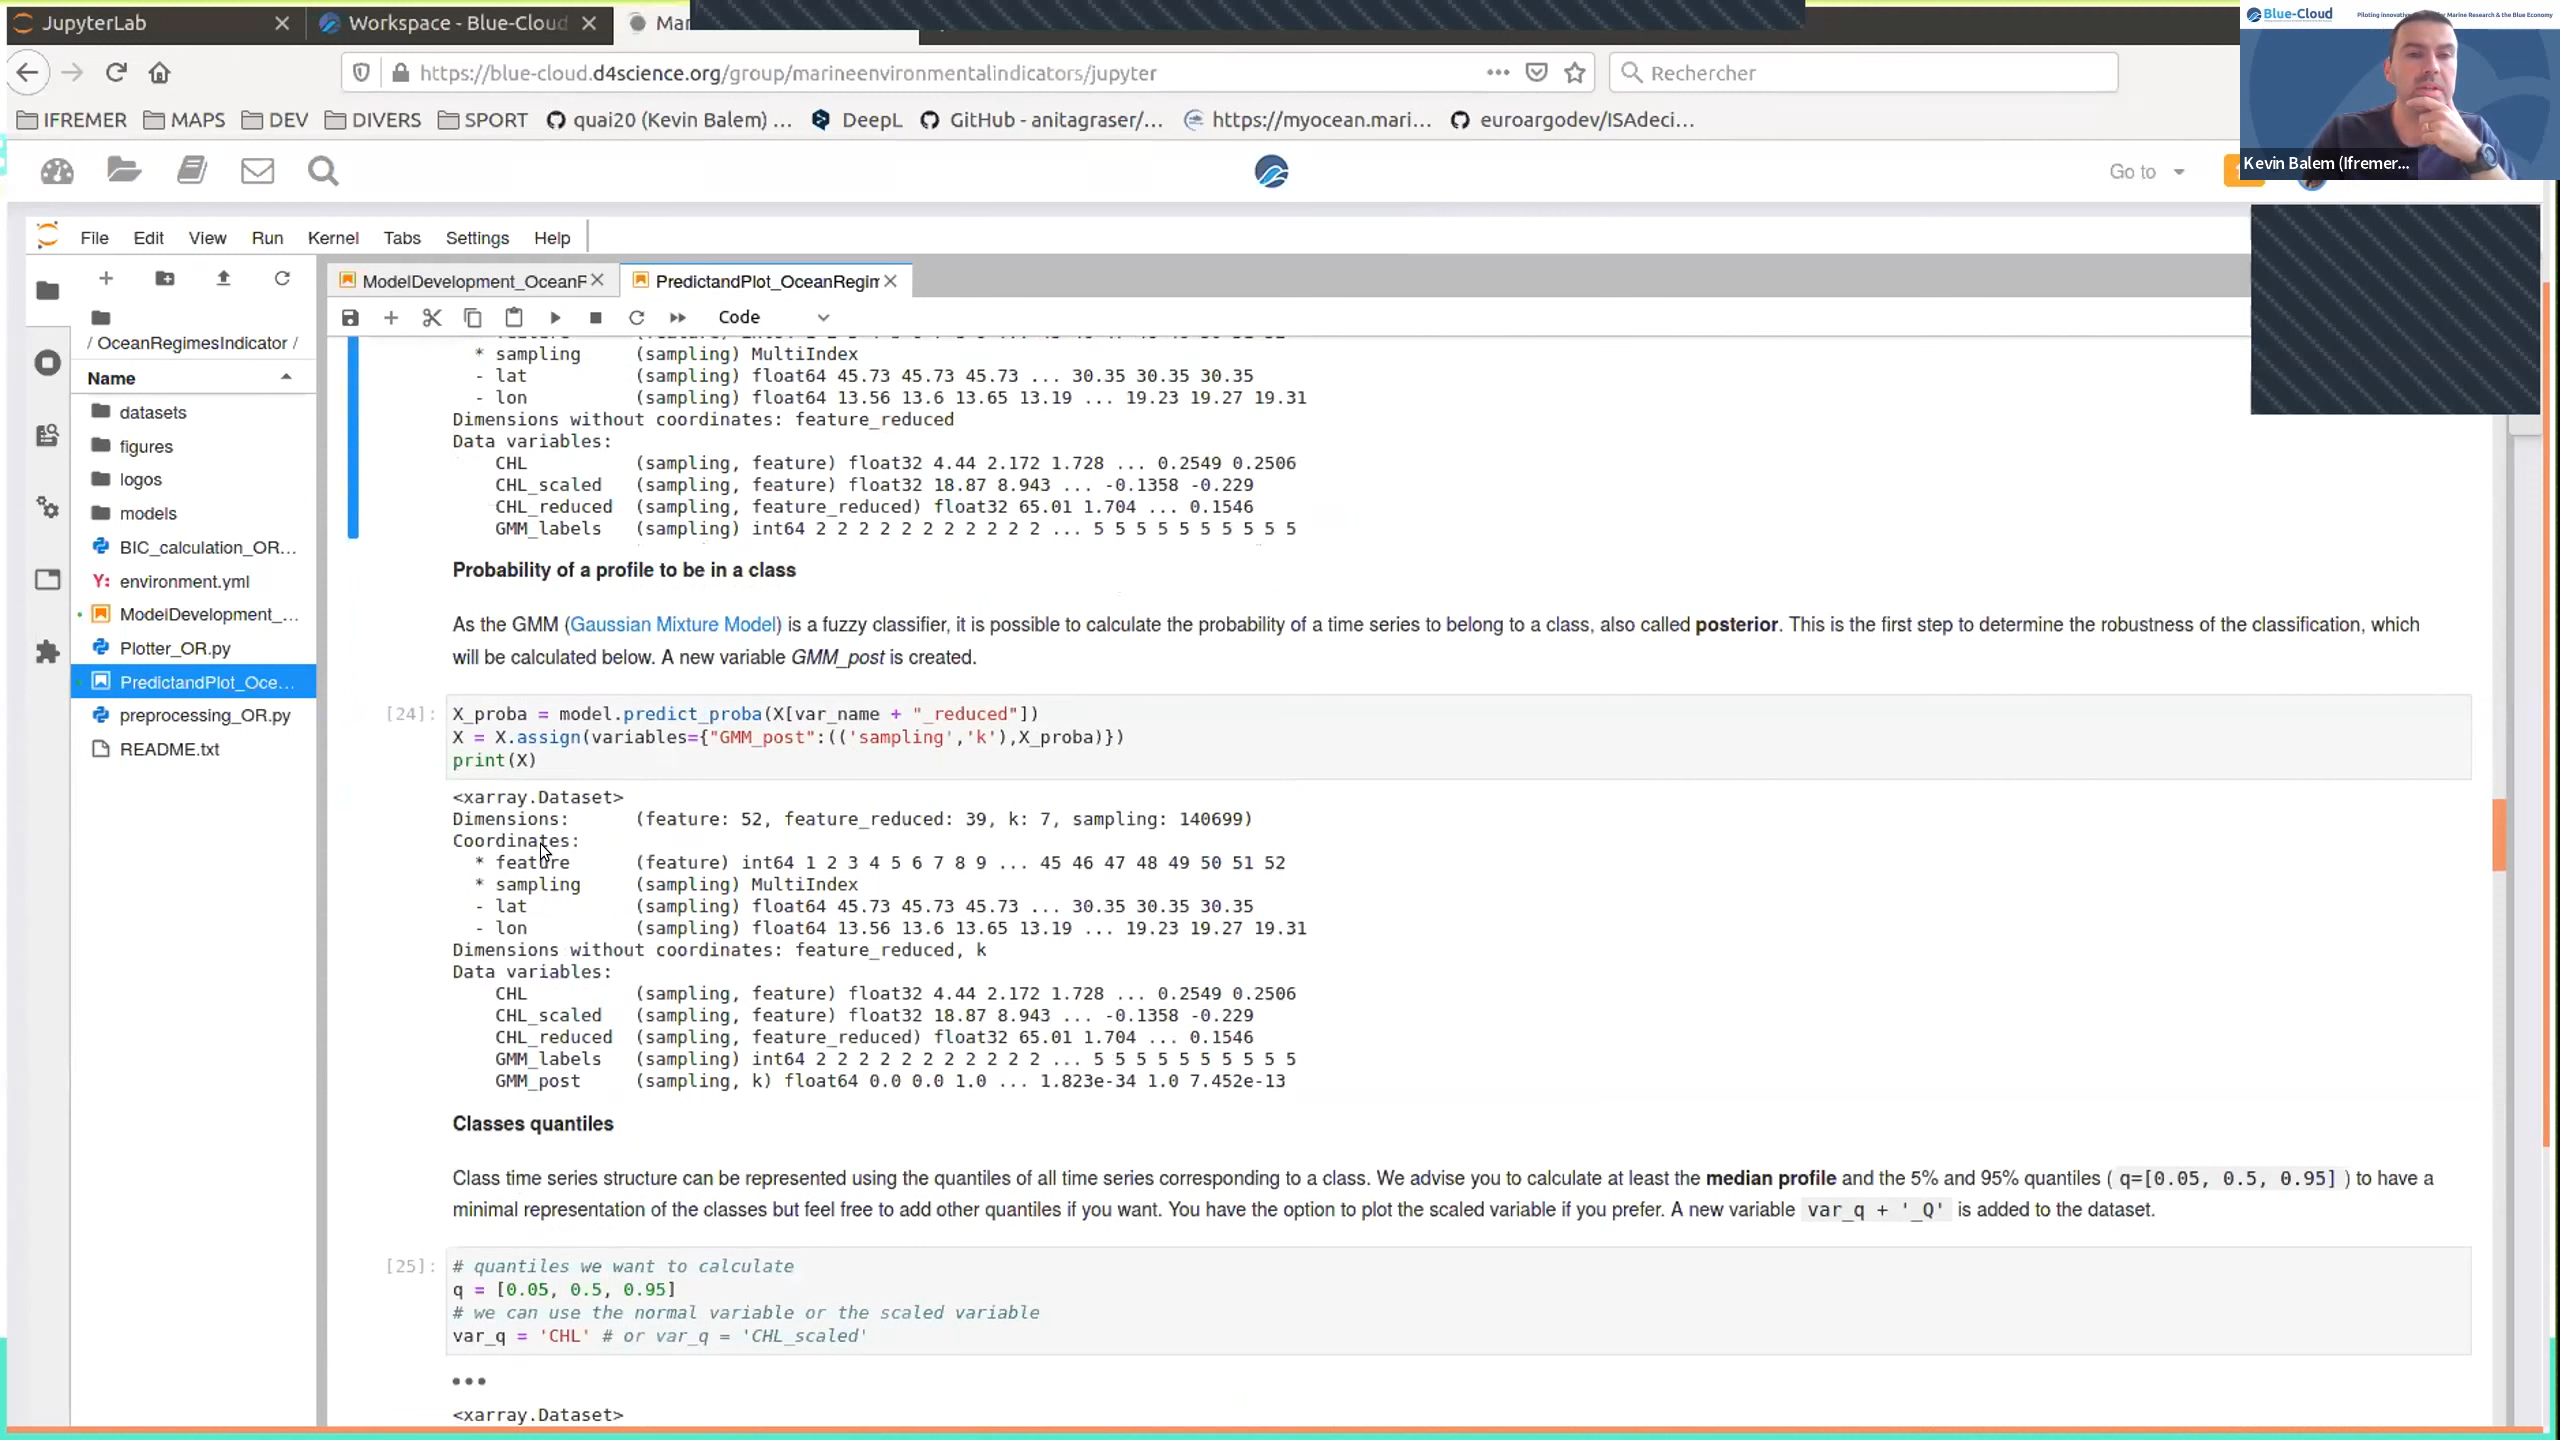 JupyterLab
Workspace - Blue-Cloud
Mar
Blue-Cloud
https://blue-cloud.d4science.org/group/marineenvironmentalindicators/jupyter
Rechercher
IFREMER
MAPS
DEV
DIVERS
SPORT
quai20 (Kevin Balem) ...
DeepL
GitHub - anitagraser/...
https://myocean.mari...
euroargodev/ISAdeci...
Kevin Balem (Ifremer...
Go to
File Edit View Run Kernel Tabs Settings Help
ModelDevelopment_OceanR
PredictandPlot_OceanRegim
Code
/ OceanRegimesIndicator /
Name
datasets
figures
logos
models
BIC_calculation_OR...
environment.yml
ModelDevelopment_...
Plotter_OR.py
PredictandPlot_Oce...
preprocessing_OR.py
README.txt
* sampling (sampling) MultiIndex
- lat (sampling) float64 45.73 45.73 45.73 ... 30.35 30.35 30.35
- lon (sampling) float64 13.56 13.6 13.65 13.19 ... 19.23 19.27 19.31
Dimensions without coordinates: feature_reduced
Data variables:
CHL (sampling, feature) float32 4.44 2.172 1.728 ... 0.2549 0.2506
CHL_scaled (sampling, feature) float32 18.87 8.943 ... -0.1358 -0.229
CHL_reduced (sampling, feature_reduced) float32 65.01 1.704 ... 0.1546
GMM_labels (sampling) int64 2 2 2 2 2 2 2 2 2 2 2 ... 5 5 5 5 5 5 5 5 5 5
Probability of a profile to be in a class
As the GMM (Gaussian Mixture Model) is a fuzzy classifier, it is possible to calculate the probability of a time series to belong to a class, also called posterior. This is the first step to determine the robustness of the classification, which
will be calculated below. A new variable GMM_post is created.
[24]: X_proba = model.predict_proba(X[var_name + "_reduced"])
X = X.assign(variables={"GMM_post":(('sampling','k'),X_proba)})
print(X)
<xarray.Dataset>
Dimensions: (feature: 52, feature_reduced: 39, k: 7, sampling: 140699)
Coordinates:
* feature (feature) int64 1 2 3 4 5 6 7 8 9 ... 45 46 47 48 49 50 51 52
* sampling (sampling) MultiIndex
- lat (sampling) float64 45.73 45.73 45.73 ... 30.35 30.35 30.35
- lon (sampling) float64 13.56 13.6 13.65 13.19 ... 19.23 19.27 19.31
Dimensions without coordinates: feature_reduced, k
Data variables:
CHL (sampling, feature) float32 4.44 2.172 1.728 ... 0.2549 0.2506
CHL_scaled (sampling, feature) float32 18.87 8.943 ... -0.1358 -0.229
CHL_reduced (sampling, feature_reduced) float32 65.01 1.704 ... 0.1546
GMM_labels (sampling) int64 2 2 2 2 2 2 2 2 2 2 2 ... 5 5 5 5 5 5 5 5 5 5
GMM_post (sampling, k) float64 0.0 0.0 1.0 ... 1.823e-34 1.0 7.452e-13
Classes quantiles
Class time series structure can be represented using the quantiles of all time series corresponding to a class. We advise you to calculate at least the median profile and the 5% and 95% quantiles ( q=[0.05, 0.5, 0.95] ) to have a
minimal representation of the classes but feel free to add other quantiles if you want. You have the option to plot the scaled variable if you prefer. A new variable var_q + '_Q' is added to the dataset.
[25]: # quantiles we want to calculate
q = [0.05, 0.5, 0.95]
# we can use the normal variable or the scaled variable
var_q = 'CHL' # or var_q = 'CHL_scaled'
•••
<xarray.Dataset>